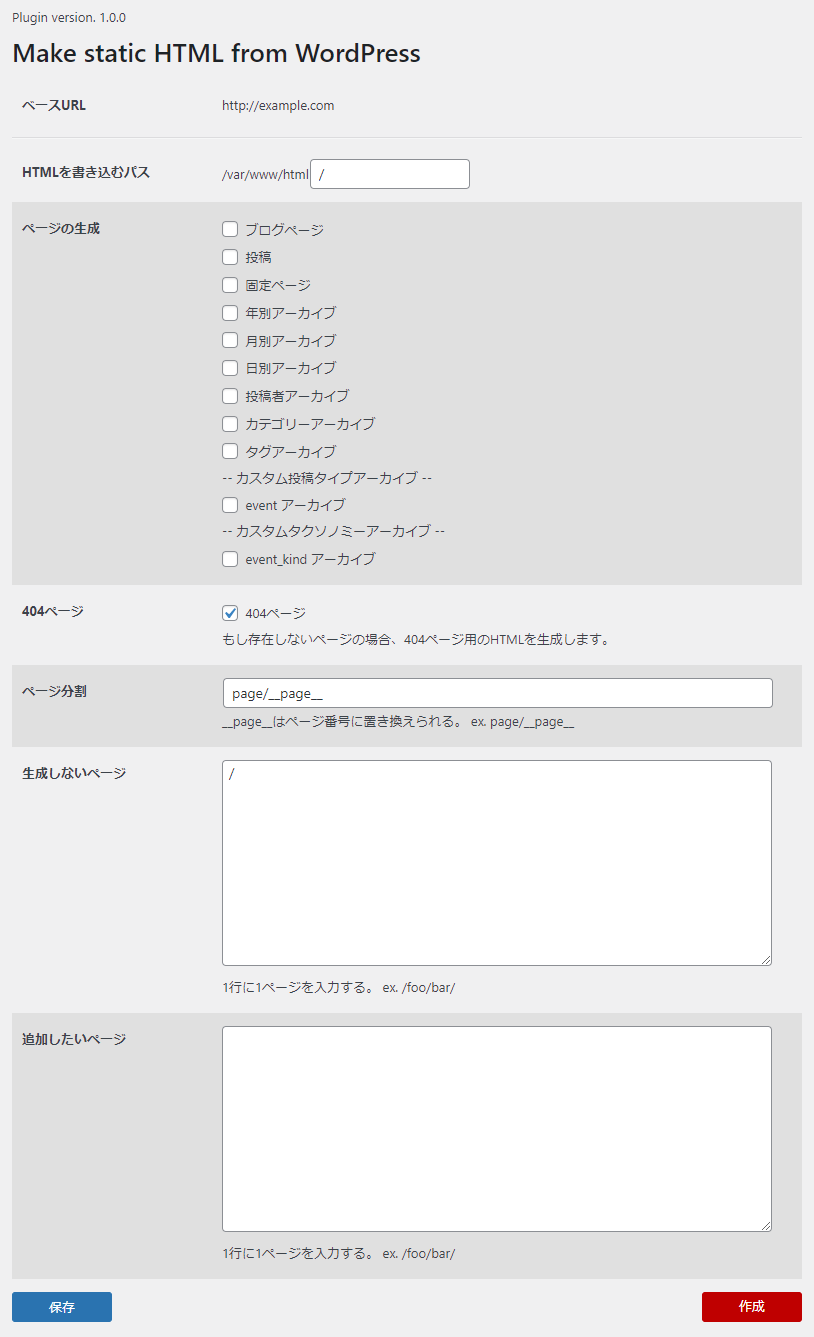 Plugin version. 1.0.0
Make static HTML from WordPress
ベースURL http://example.com
HTMLを書き込むパス /var/www/html /
ページの生成
ブログページ
投稿
固定ページ
年別アーカイブ
月別アーカイブ
日別アーカイブ
投稿者アーカイブ
カテゴリーアーカイブ
タグアーカイブ
-- カスタム投稿タイプアーカイブ --
event アーカイブ
-- カスタムタクソノミーアーカイブ --
event_kind アーカイブ
404ページ
404ページ
もし存在しないページの場合、404ページ用のHTMLを生成します。
ページ分割
page/__page__
__page__はページ番号に置き換えられる。 ex. page/__page__
生成しないページ
/
1行に1ページを入力する。 ex. /foo/bar/
追加したいページ
1行に1ページを入力する。 ex. /foo/bar/
保存 作成